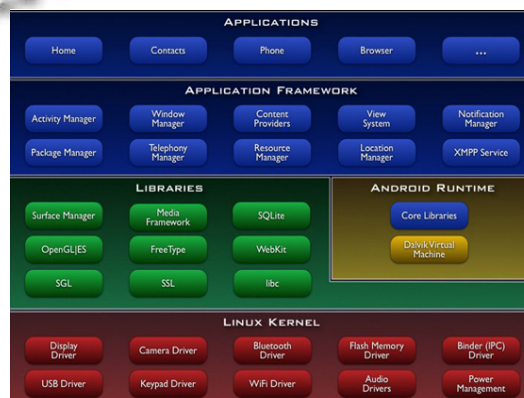 APPLICATIONS
Home Contacts Phone Browser ...
APPLICATION FRAMEWORK
Activity Manager Window Manager Content Providers View System Notification Manager
Package Manager Telephony Manager Resource Manager Location Manager XMPP Service
LIBRARIES
Surface Manager Media Framework SQLite
OpenGL|ES FreeType WebKit
SGL SSL libc
ANDROID RUNTIME
Core Libraries
Dalvik Virtual Machine
LINUX KERNEL
Display Driver Camera Driver Bluetooth Driver Flash Memory Driver Binder (IPC) Driver
USB Driver Keypad Driver WiFi Driver Audio Drivers Power Management